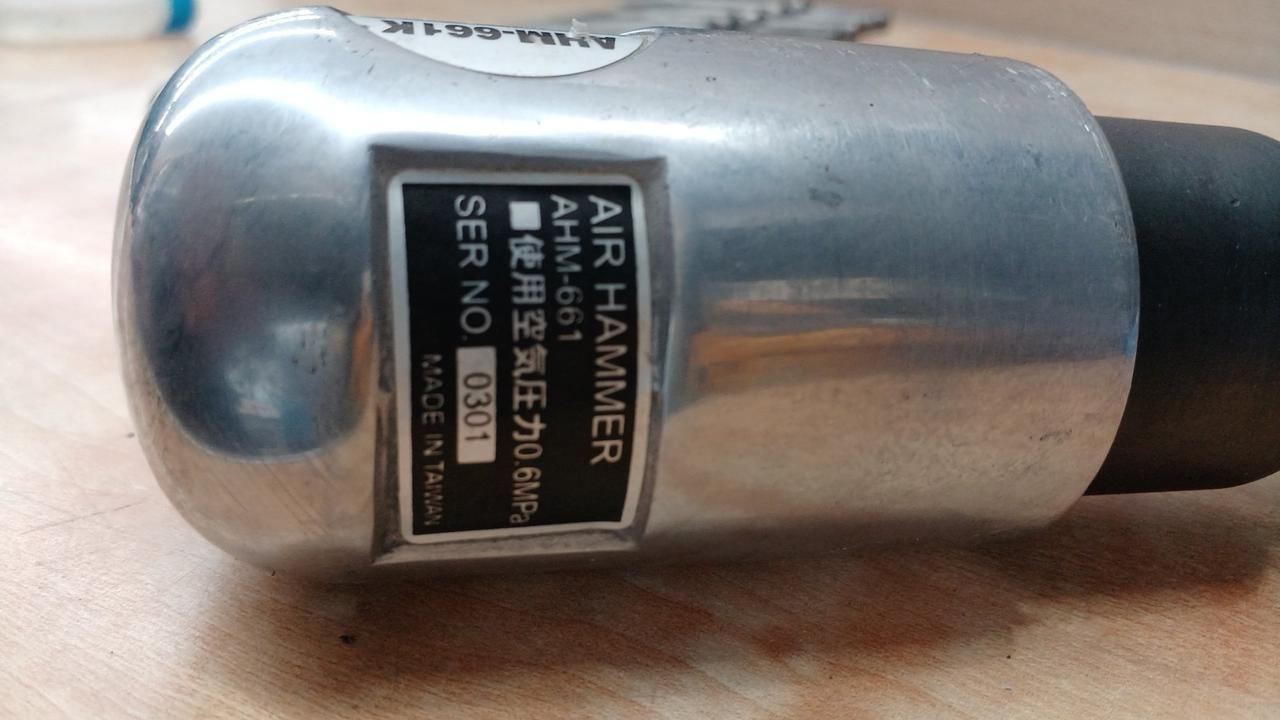 AHM-661K
AIR HAMMER
AHM-661
■使用空気圧力0.6MPa
SER NO. 0301
MADE IN TAIWAN